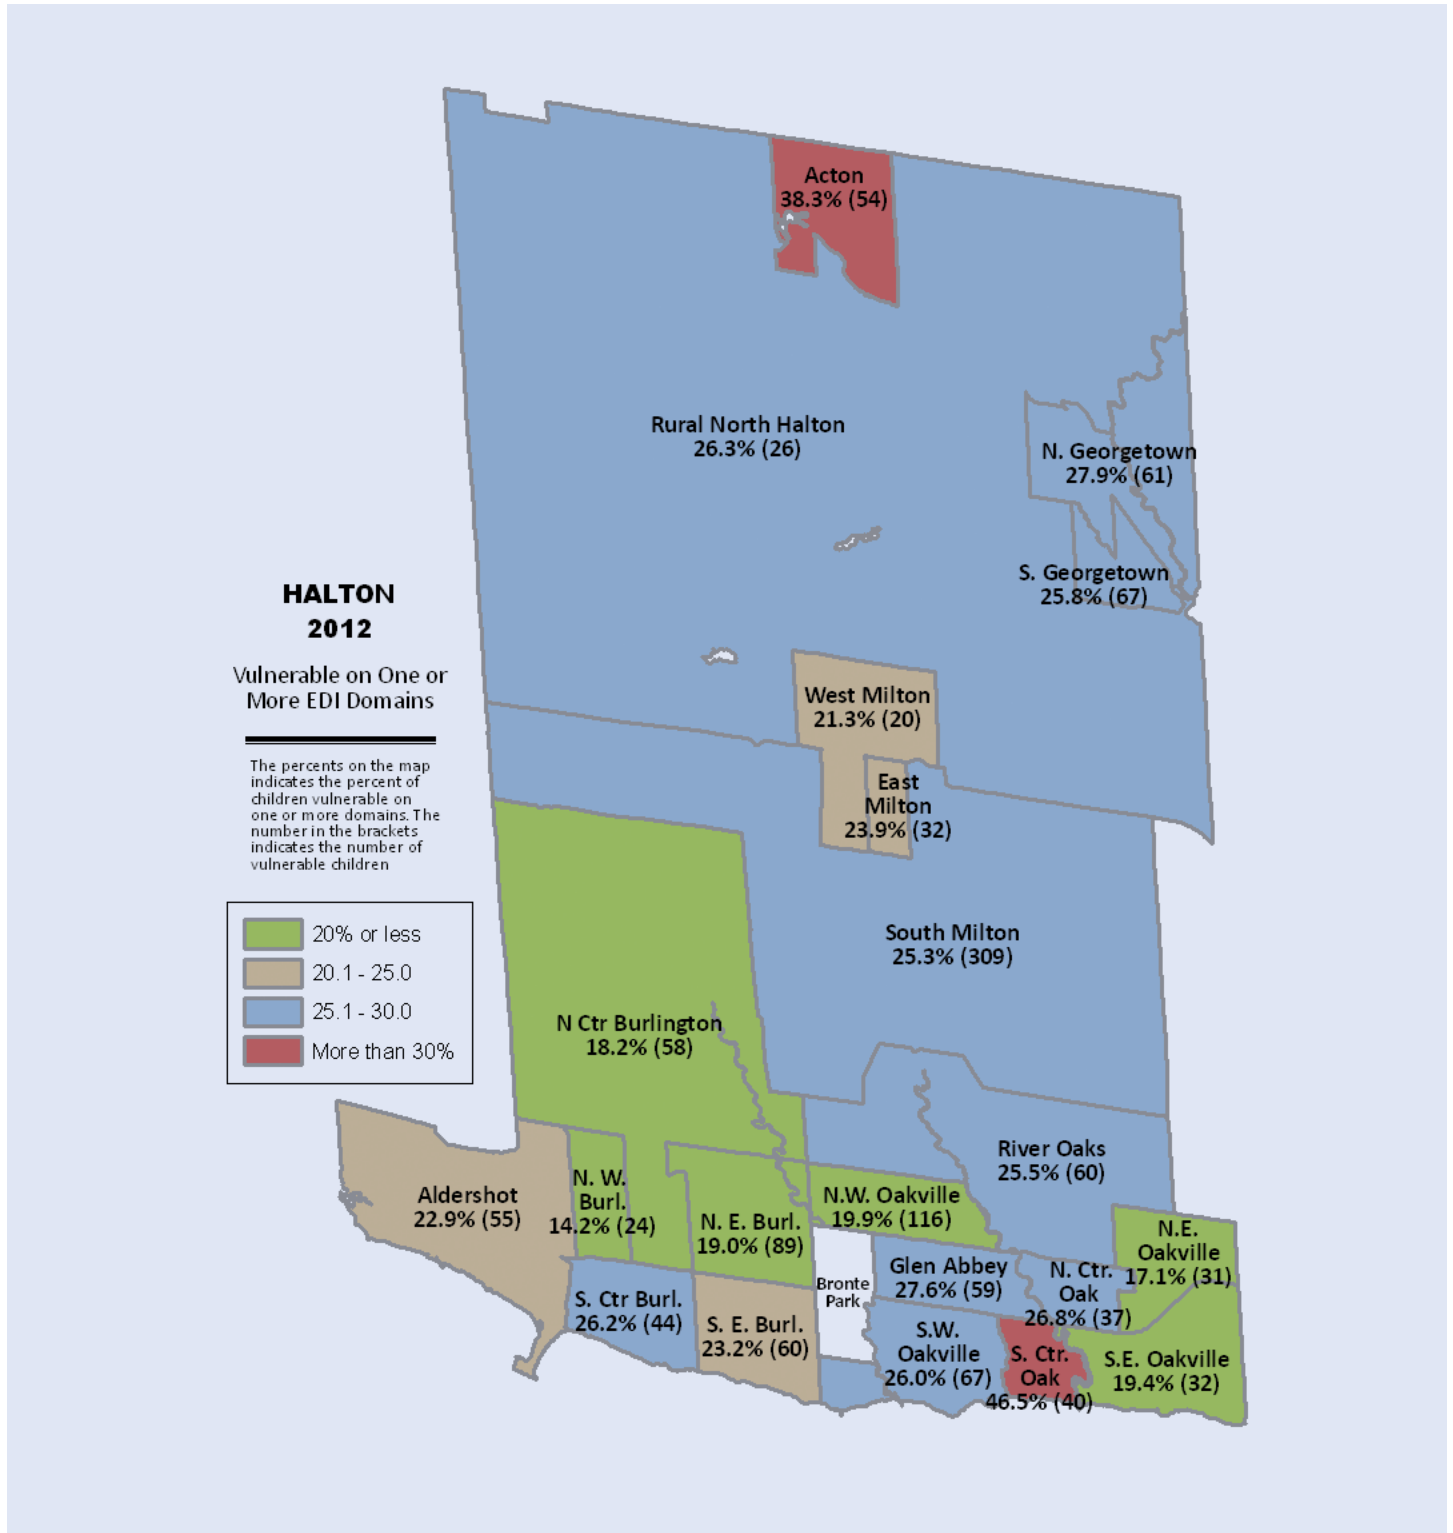 Acton
38.3% (54)
Rural North Halton
26.3% (26)
N. Georgetown
27.9% (61)
S. Georgetown
25.8% (67)
HALTON
2012
Vulnerable on One or
More EDI Domains
The percents on the map
indicates the percent of
children vulnerable on
one or more domains. The
number in the brackets
indicates the number of
vulnerable children
20% or less
20.1 - 25.0
25.1 - 30.0
More than 30%
West Milton
21.3% (20)
East
Milton
23.9% (32)
South Milton
25.3% (309)
N Ctr Burlington
18.2% (58)
River Oaks
25.5% (60)
Aldershot
22.9% (55)
N. W.
Burl.
14.2% (24)
N. E. Burl.
19.0% (89)
N.W. Oakville
19.9% (116)
N.E.
Oakville
17.1% (31)
Glen Abbey
27.6% (59)
N. Ctr.
Oak
26.8% (37)
Bronte
Park
S. Ctr Burl.
26.2% (44)
S. E. Burl.
23.2% (60)
S.W.
Oakville
26.0% (67)
S. Ctr.
Oak
46.5% (40)
S.E. Oakville
19.4% (32)